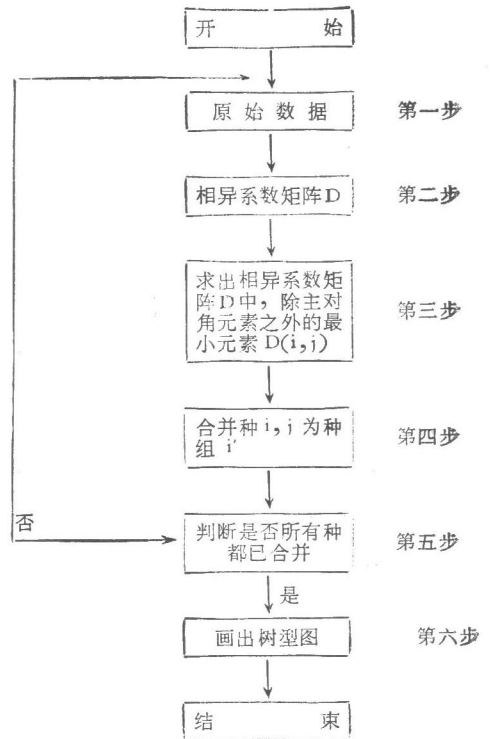 开 始
原始数据 第一步
相异系数矩阵D 第二步
求出相异系数矩
阵D中，除主对
角元素之外的最
小元素 D(i,j)
第三步
合并种 i,j 为种
组 i′
第四步
否
判断是否所有种
都已合并
第五步
是
画出树型图 第六步
结 束